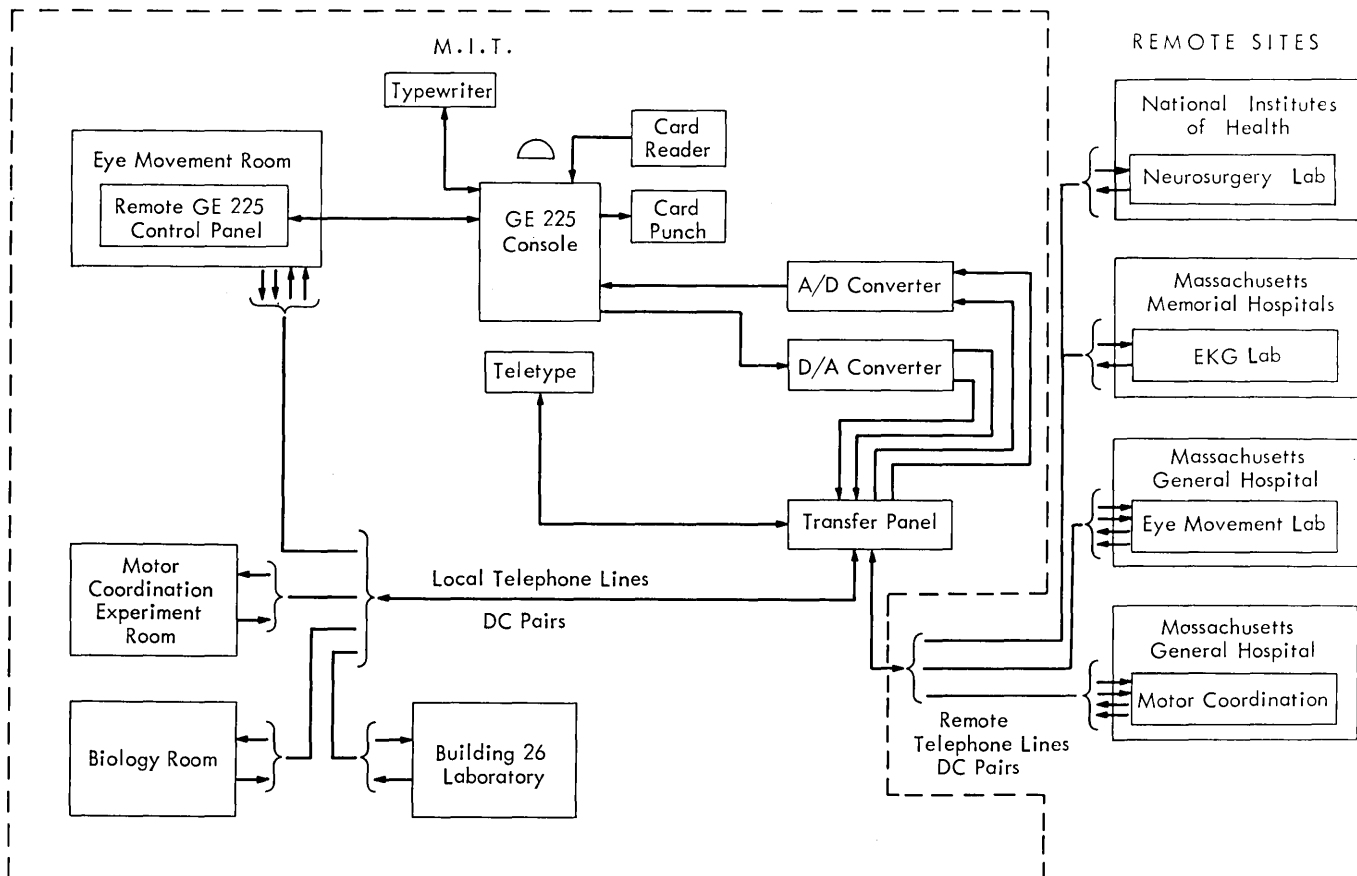 M.I.T.
REMOTE SITES
Typewriter
Card
Reader
Eye Movement Room
Remote GE 225
Control Panel
GE 225
Console
Card
Punch
A/D Converter
D/A Converter
Teletype
Transfer Panel
Motor
Coordination
Experiment
Room
Local Telephone Lines
DC Pairs
Biology Room
Building 26
Laboratory
Remote
Telephone Lines
DC Pairs
National Institutes
of Health
Neurosurgery Lab
Massachusetts
Memorial Hospitals
EKG Lab
Massachusetts
General Hospital
Eye Movement Lab
Massachusetts
General Hospital
Motor Coordination